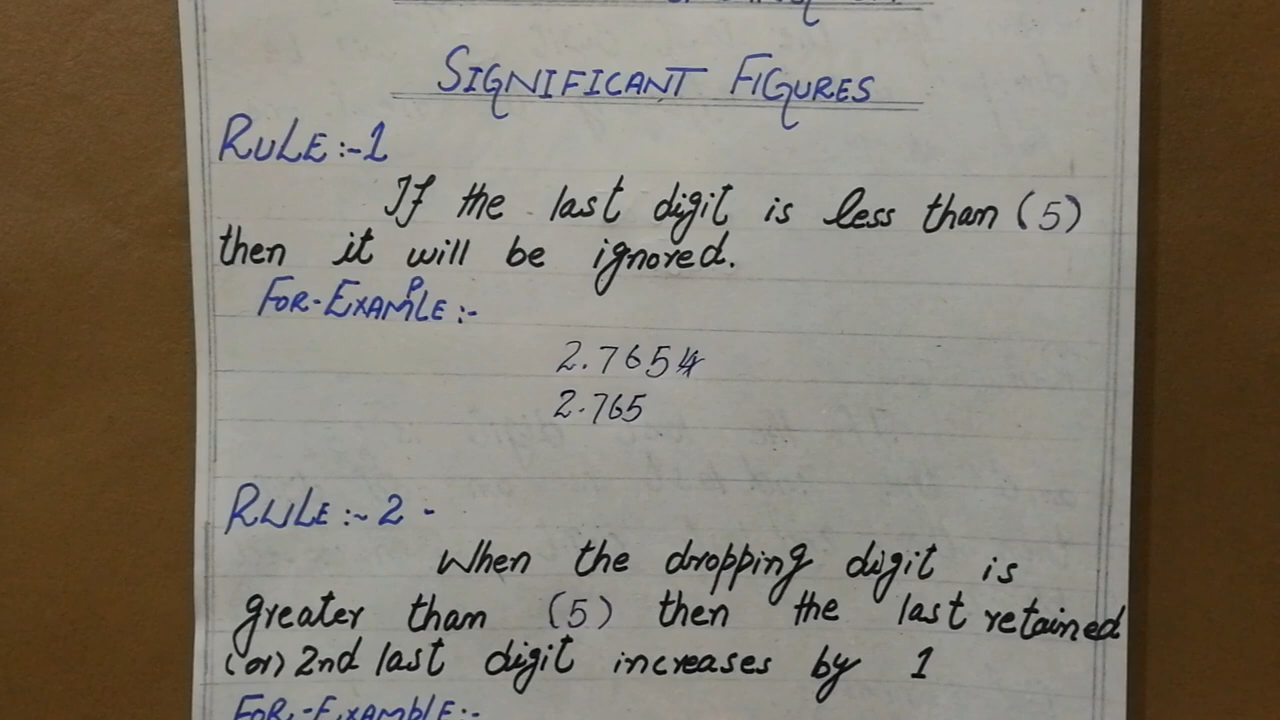 SIGNIFICANT FIGURES
RULE :- 1
If the last digit is less than (5)
then it will be ignored.
FOR-EXAMPLE :-
2.7654
2.765
RULE :- 2 -
When the dropping digit is
greater than (5) then the last retained
(or) 2nd last digit increases by 1
FOR-EXAMPLE :-